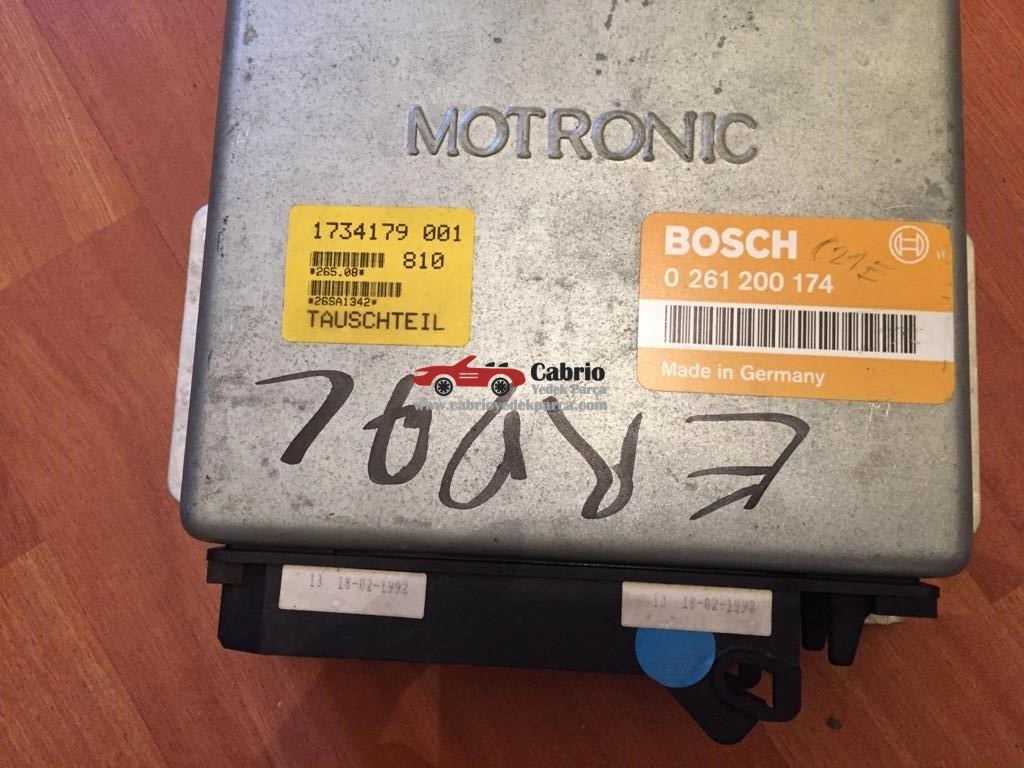 MOTRONIC
1734179 001
810
*265.08*
*26SA1342*
TAUSCHTEIL
BOSCH
0 261 200 174
Made in Germany
Cabrio
Yedek Parça
www.cabrioyedekparca.com
ERDAL
13 18-02-1992
13 18-02-1992